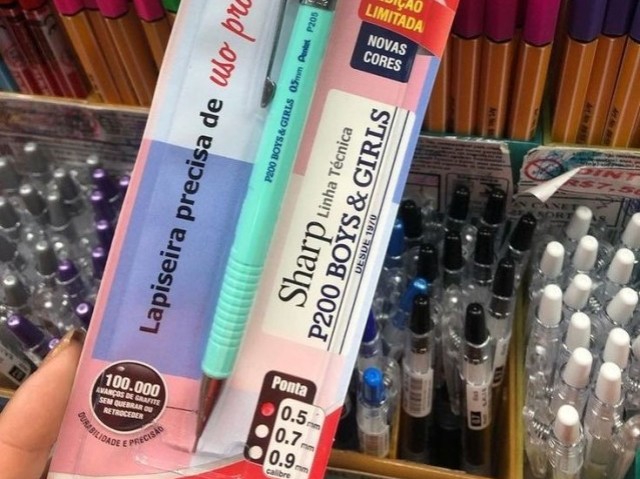 EDIÇÃO
LIMITADA
NOVAS
CORES
Lapiseira precisa de uso pro
P200 BOYS & GIRLS 0.5mm Pentel P205
Sharp Linha Técnica
P200 BOYS & GIRLS
DESDE 1970
100.000
AVANÇOS DE GRAFITE
SEM QUEBRAR OU
RETROCEDER
DURABILIDADE E PRECISÃO
Ponta
0.5 mm
0.7 mm
0.9 mm
calibre